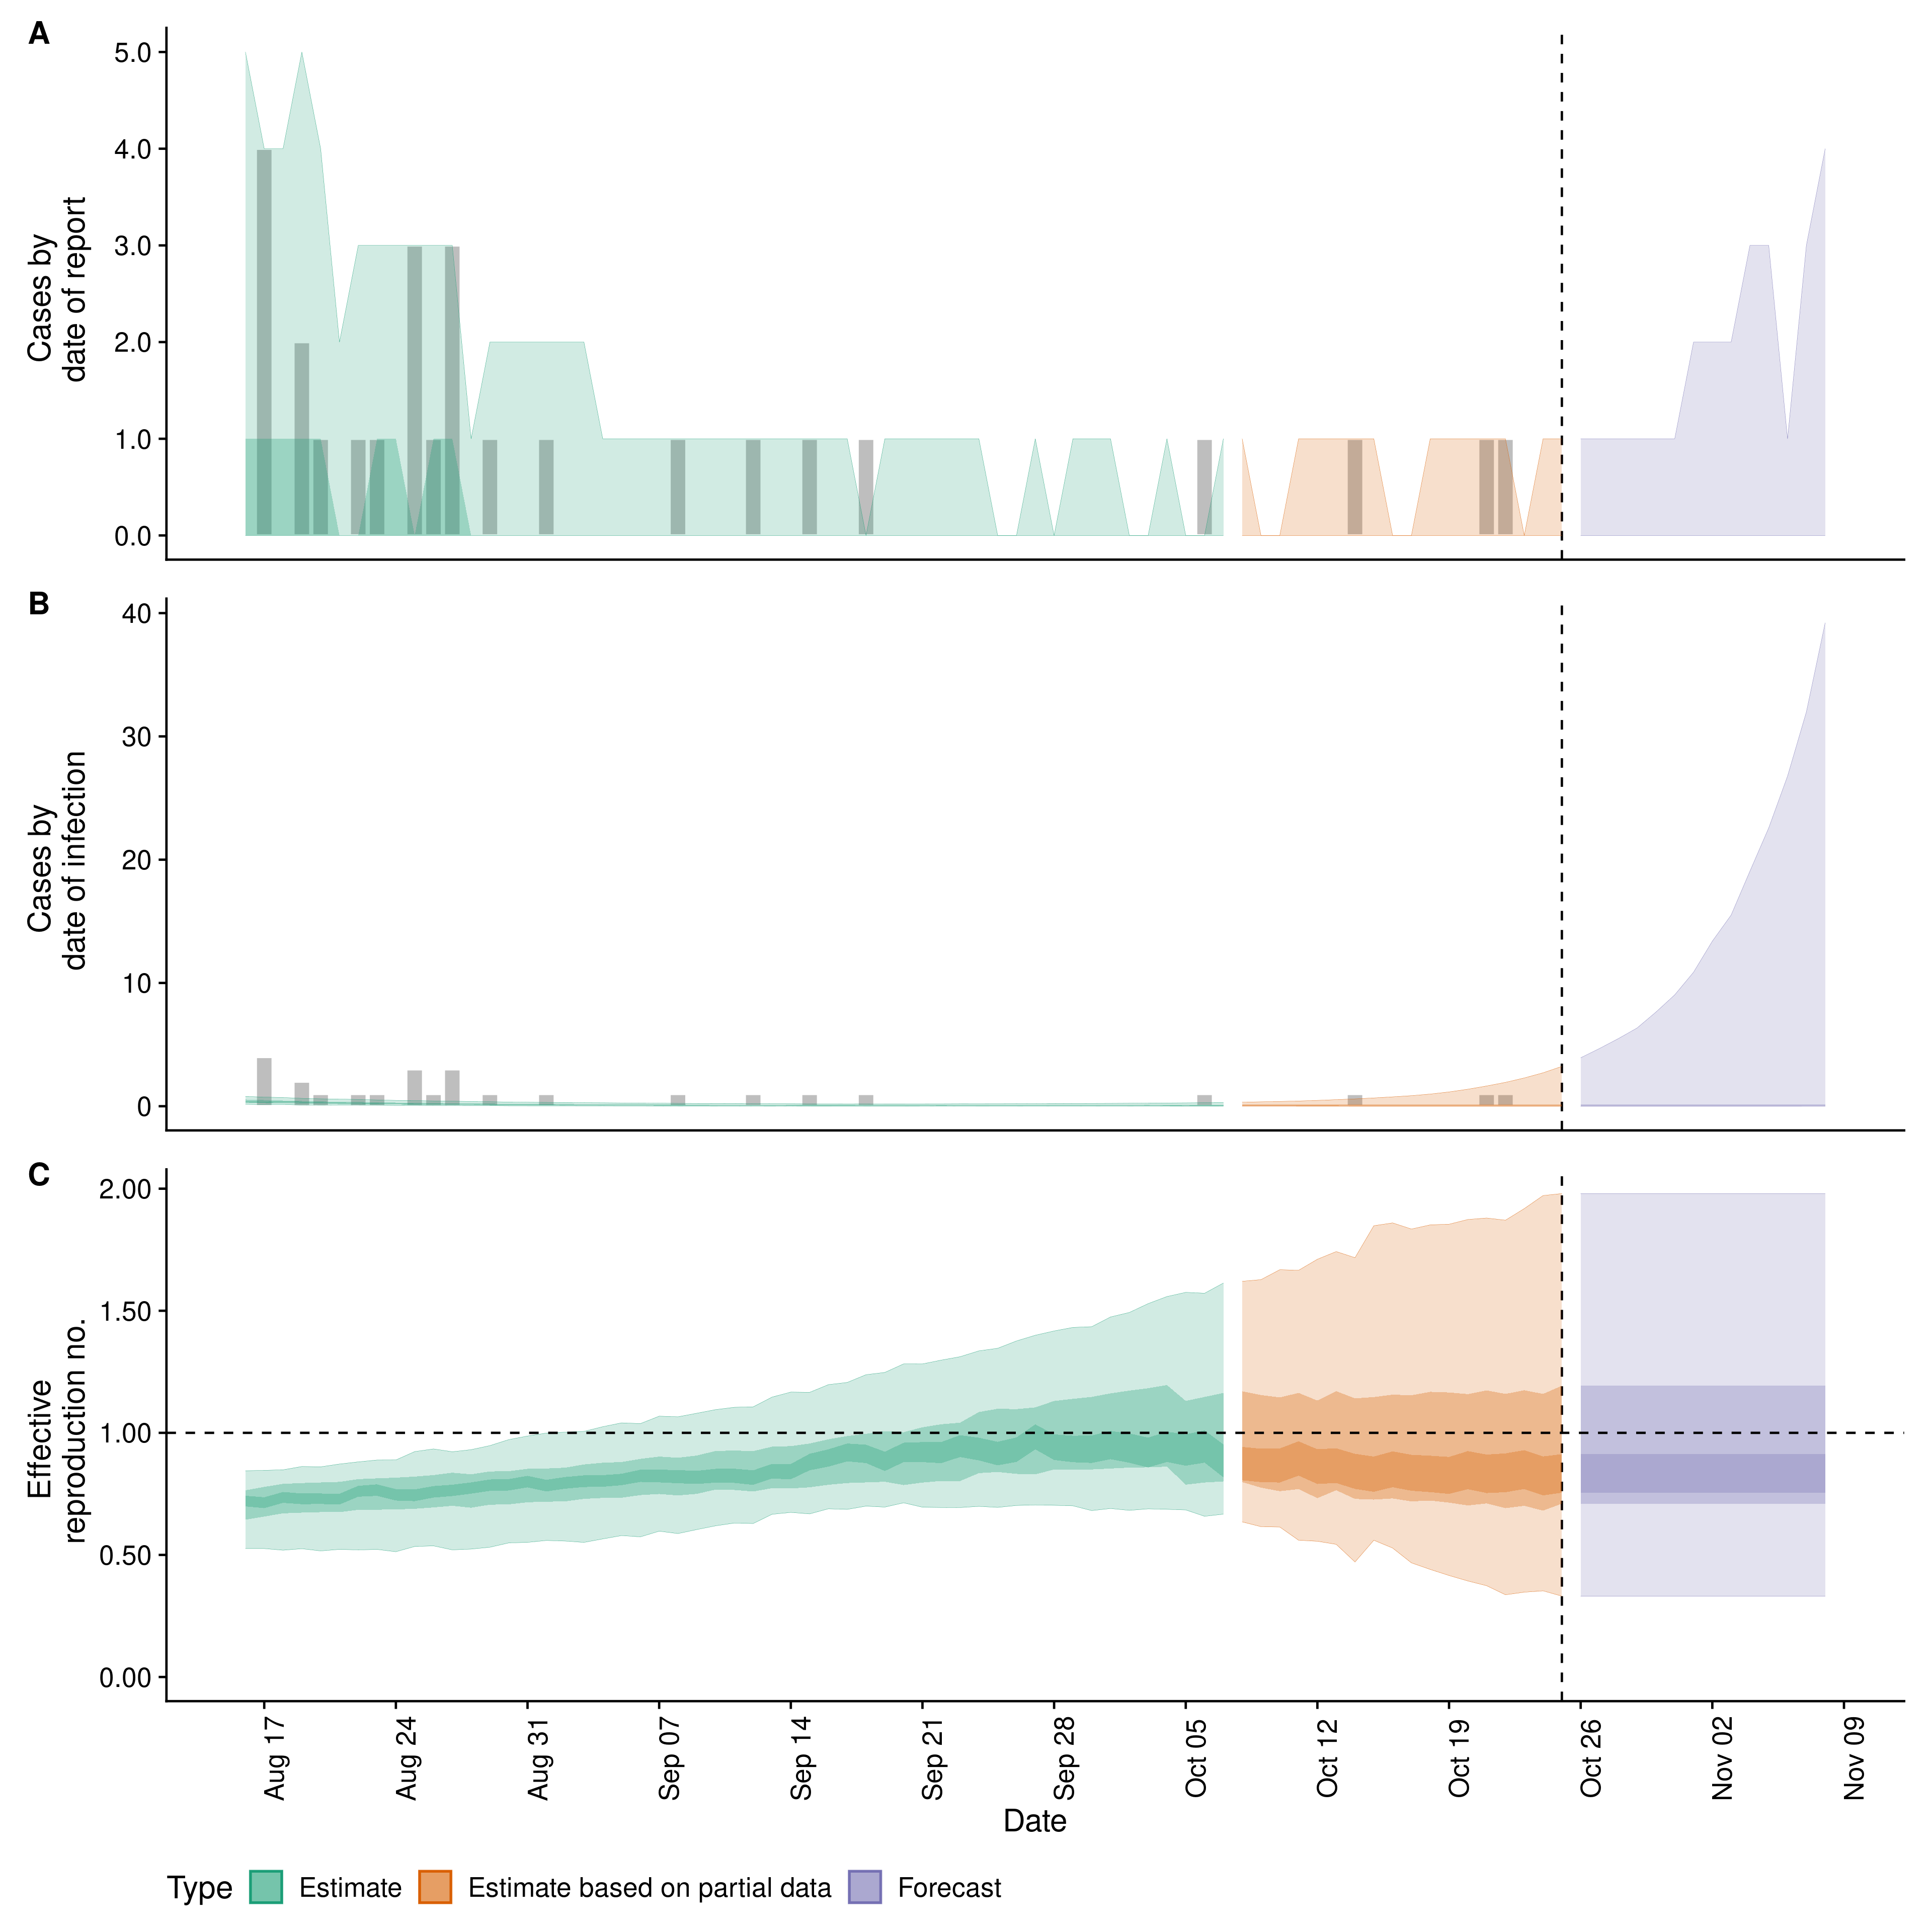 A
Cases by
date of report
5.0
4.0
3.0
2.0
1.0
0.0
B
Cases by
date of infection
40
30
20
10
0
C
Effective
reproduction no.
2.00
1.50
1.00
0.50
0.00
Aug 17
Aug 24
Aug 31
Sep 07
Sep 14
Sep 21
Sep 28
Oct 05
Oct 12
Oct 19
Oct 26
Nov 02
Nov 09
Date
Type Estimate Estimate based on partial data Forecast